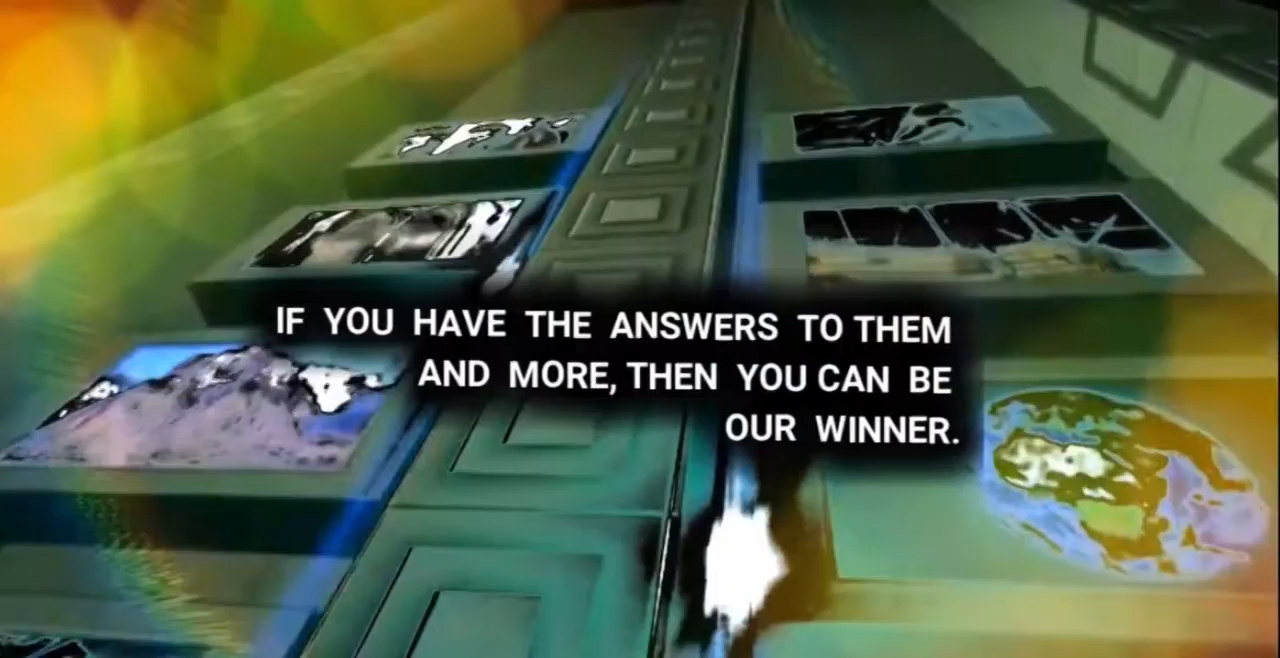 IF YOU HAVE THE ANSWERS TO THEM
AND MORE, THEN YOU CAN BE
OUR WINNER.